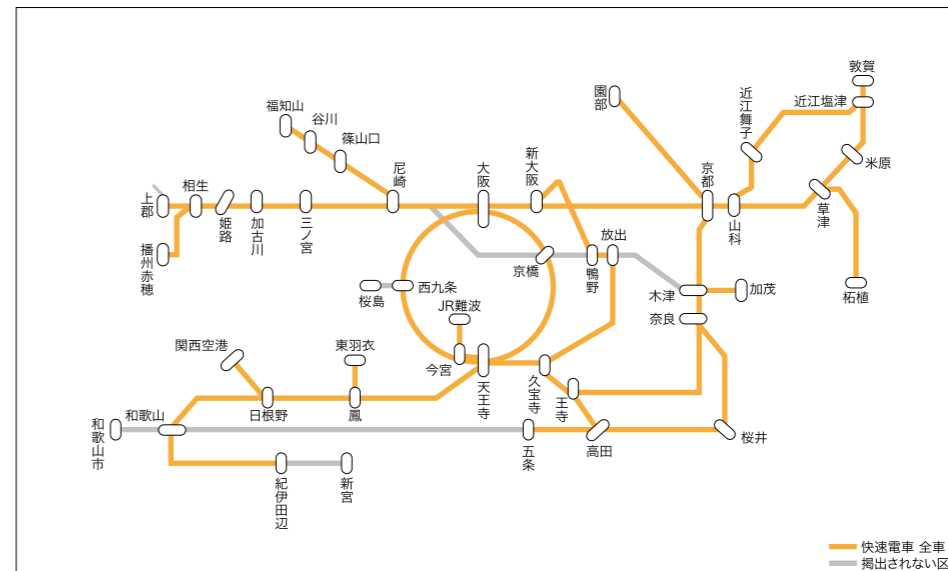 敦賀
近江塩津
園部
近江舞子
福知山
谷川
篠山口
米原
尼崎
大阪
新大阪
京都
相生
上郡
姫路
加古川
三ノ宮
山科
草津
播州赤穂
放出
京橋
鴨野
柘植
桜島
西九条
木津
加茂
JR難波
奈良
関西空港
東羽衣
今宮
天王寺
久宝寺
王寺
和歌山
和歌山市
日根野
鳳
五条
高田
桜井
紀伊田辺
新宮
快速電車 全車
掲出されない区